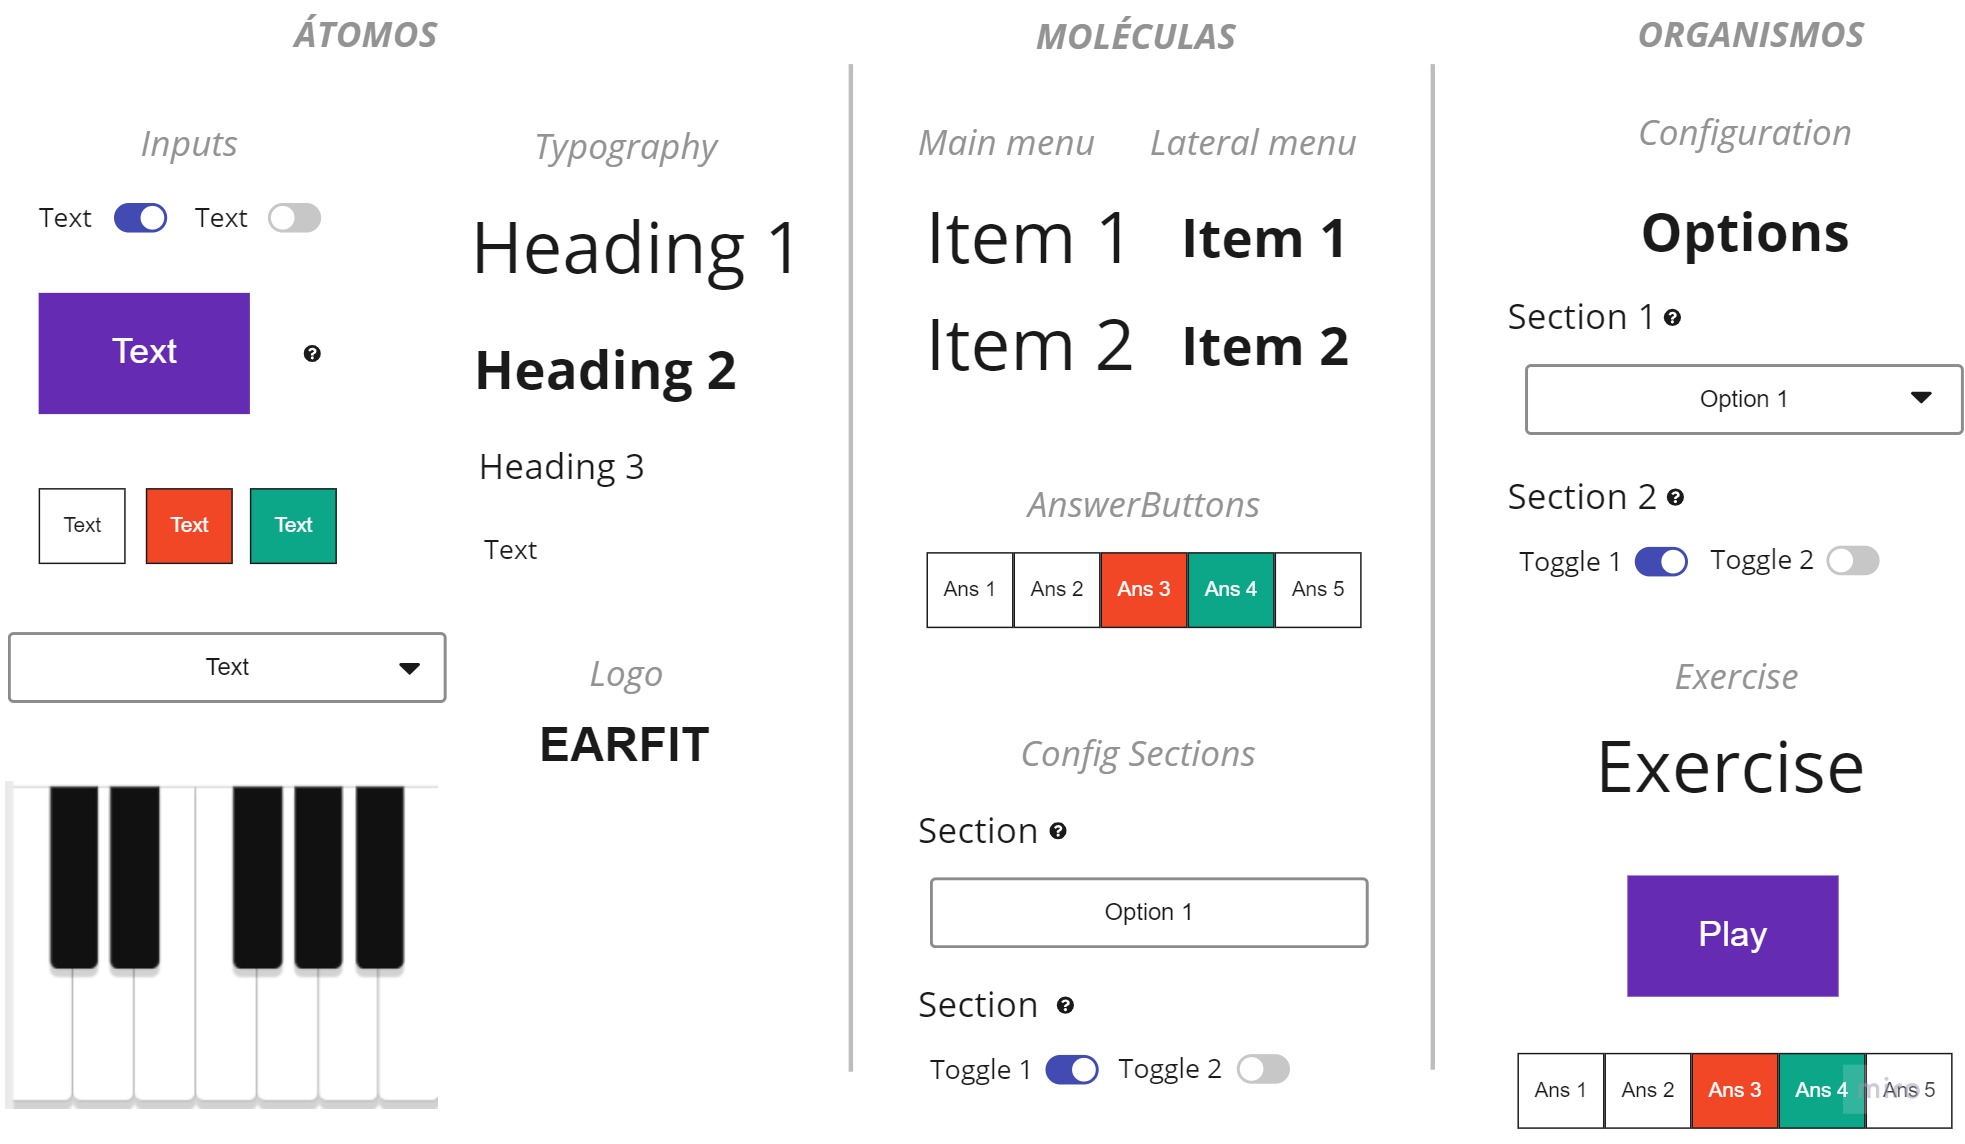 ÁTOMOS
Inputs
Typography
Text
Text
Heading 1
Text
Heading 2
Heading 3
Text
Text
Text
Text
Text
Logo
EARFIT
MOLÉCULAS
Main menu
Lateral menu
Item 1
Item 1
Item 2
Item 2
AnswerButtons
Ans 1
Ans 2
Ans 3
Ans 4
Ans 5
Config Sections
Section
Option 1
Section
Toggle 1
Toggle 2
ORGANISMOS
Configuration
Options
Section 1
Option 1
Section 2
Toggle 1
Toggle 2
Exercise
Exercise
Play
Ans 1
Ans 2
Ans 3
Ans 4
Ans 5
miro